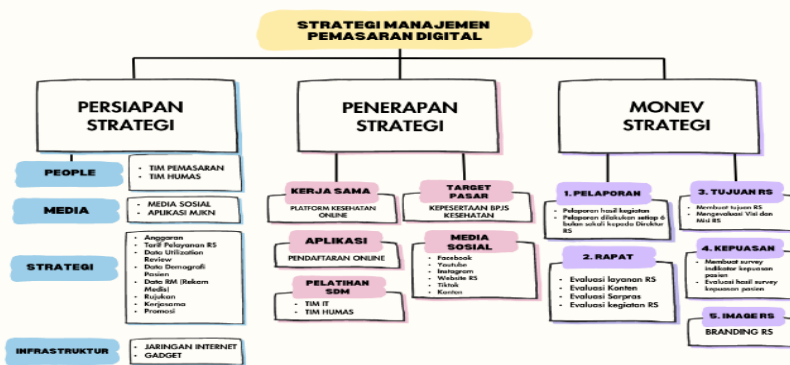 STRATEGI MANAJEMEN
PEMASARAN DIGITAL
PERSIAPAN
STRATEGI
PEOPLE
• TIM PEMASARAN
• TIM HUMAS
MEDIA
• MEDIA SOSIAL
• APLIKASI MJKN
STRATEGI
• Anggaran
• Tarif Pelayanan RS
• Data Utilization
Review
• Data Demografi
Pasien
• Data RM (Rekam
Medis)
• Rujukan
• Kerjasama
• Promosi
INFRASTRUKTUR
• JARINGAN INTERNET
• GADGET
PENERAPAN
STRATEGI
KERJA SAMA
PLATFORM KESEHATAN
ONLINE
APLIKASI
PENDAFTARAN ONLINE
PELATIHAN
SDM
• TIM IT
• TIM HUMAS
TARGET
PASAR
KEPESERTAAN BPJS
KESEHATAN
MEDIA
SOSIAL
• Facebook
• Youtube
• Instagram
• Website RS
• Tiktok
• Konten
MONEV
STRATEGI
1. PELAPORAN
• Pelaporan hasil kegiatan
• Pelaporan dilakukan setiap 6
bulan sekali kepada Direktur
RS
2. RAPAT
• Evaluasi layanan RS
• Evaluasi Konten
• Evaluasi Sarpras
• Evaluasi kegiatan RS
3. TUJUAN RS
• Membuat tujuan RS
• Mengevaluasi Visi dan
Misi RS
4. KEPUASAN
• Membuat survey
indikator kepuasan
pasien
• Evaluasi hasil survey
kepuasan pasien
5. IMAGE RS
BRANDING RS